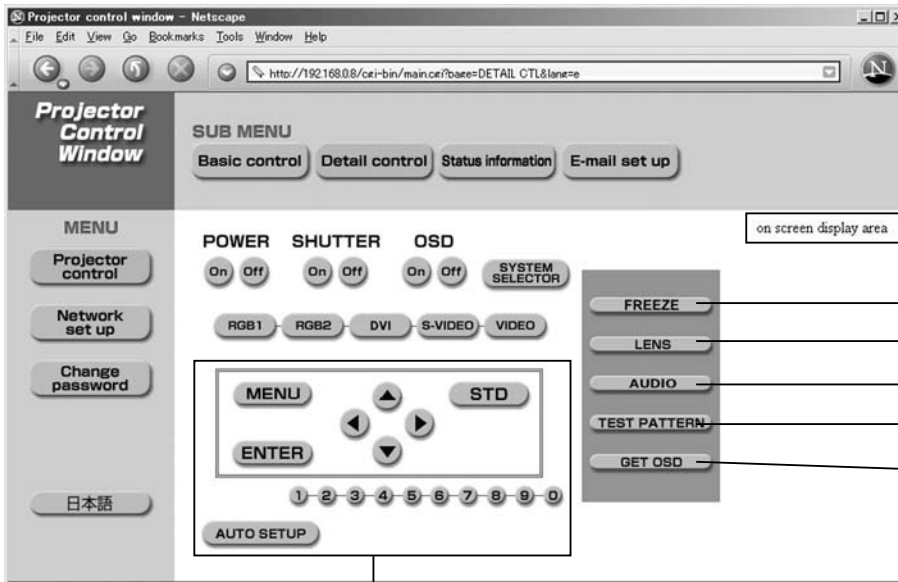 Projector control window - Netscape
File Edit View Go Bookmarks Tools Window Help
http://192.168.0.8/cgi-bin/main.cgi?page=DETAIL_CTL&lang=e
N
Projector
Control
Window
SUB MENU
Basic control Detail control Status information E-mail set up
MENU
Projector
control
Network
set up
Change
password
日本語
on screen display area
POWER SHUTTER OSD
On Off On Off On Off SYSTEM
SELECTOR
RGB1 RGB2 DVI S-VIDEO VIDEO
MENU STD
ENTER
1 2 3 4 5 6 7 8 9 0
AUTO SETUP
FREEZE
LENS
AUDIO
TEST PATTERN
GET OSD